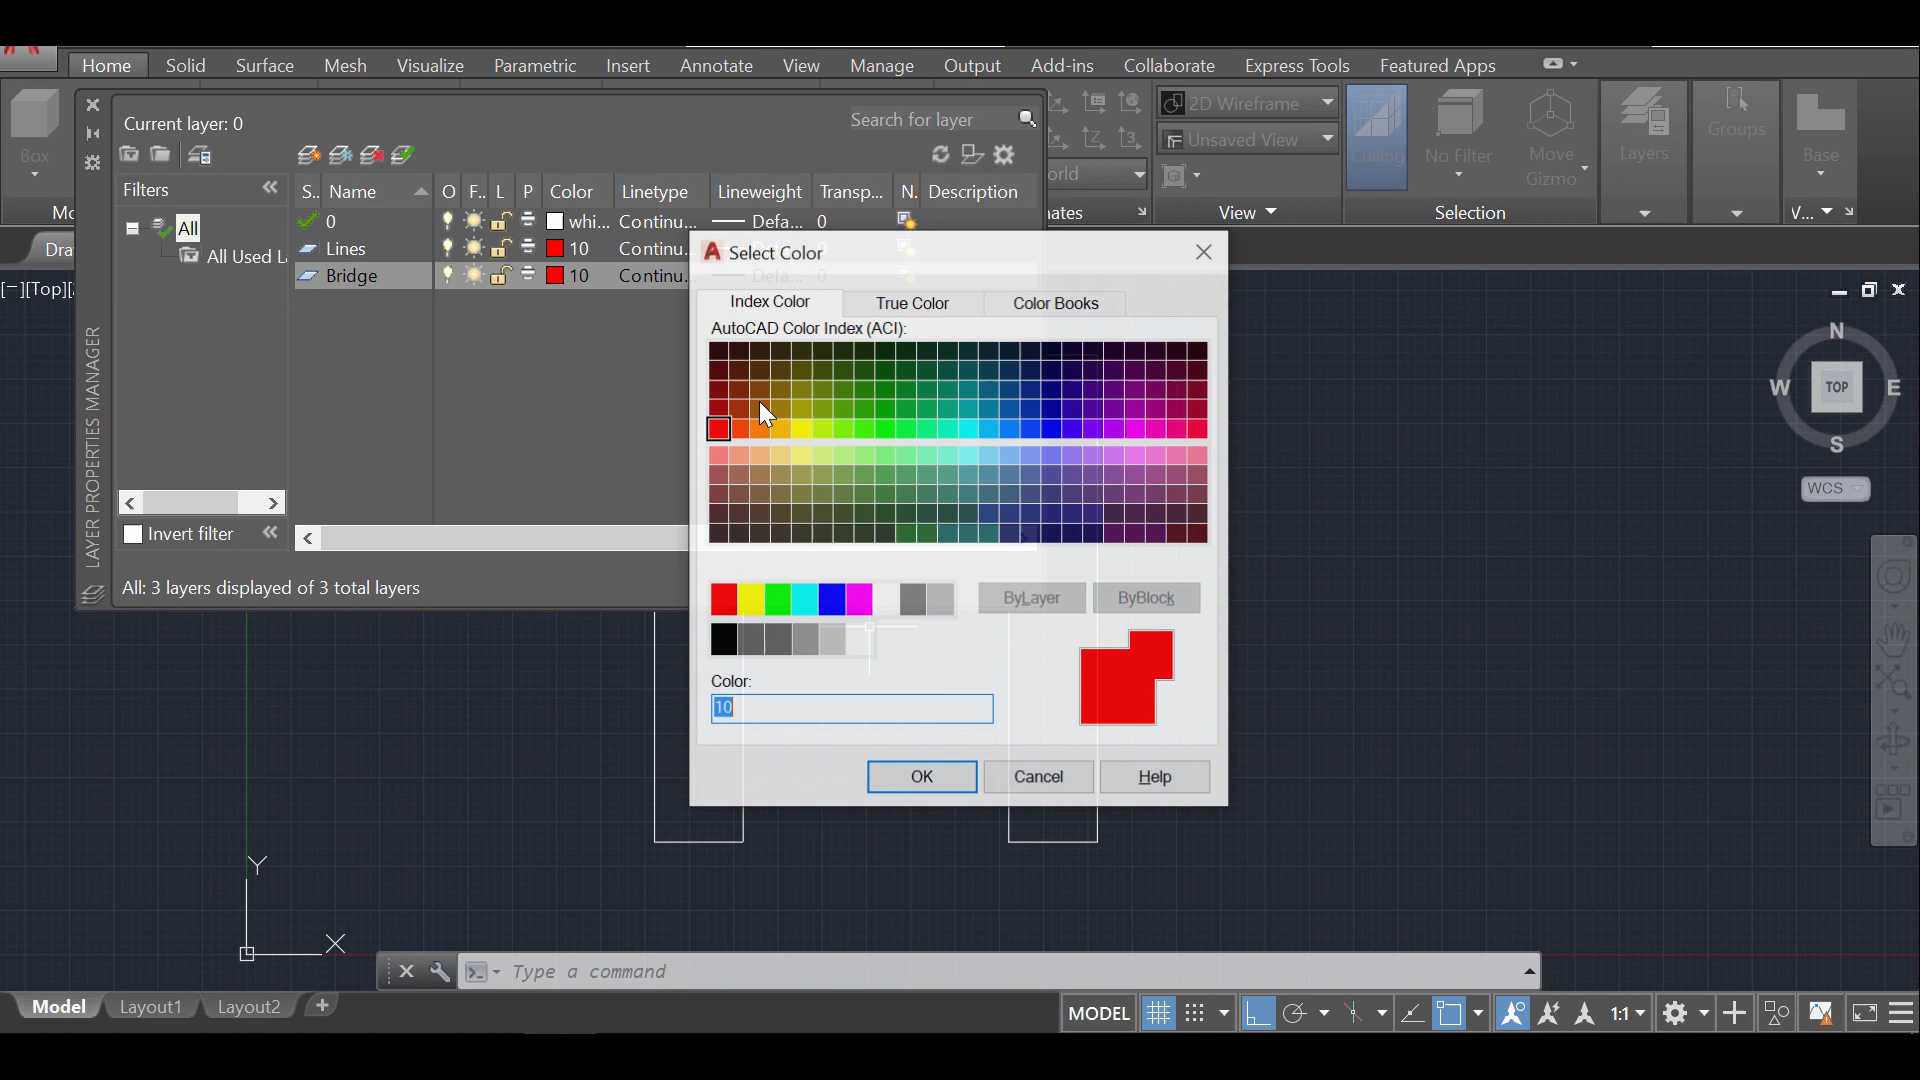 Home Solid Surface Mesh Visualize Parametric Insert Annotate View Manage Output Add-ins Collaborate Express Tools Featured Apps
Current layer: 0
Search for layer
Box
2D Wireframe
Unsaved View
Culling
No Filter
Move
Gizmo
Layers
Groups
Base
View
Selection
V...
Filters
All
All Used L
Invert filter
S.. Name O F.. L P Color Linetype Lineweight Transp... N. Description
0 whi... Continu... Defa... 0
Lines 10 Continu...
Bridge 10 Continu... Defa... 0
LAYER PROPERTIES MANAGER
All: 3 layers displayed of 3 total layers
[−][Top][
Select Color
Index Color True Color Color Books
AutoCAD Color Index (ACI):
ByLayer ByBlock
Color:
10
OK Cancel Help
N
W TOP E
S
WCS
Y
X
Type a command
Model Layout1 Layout2 +
MODEL 1:1